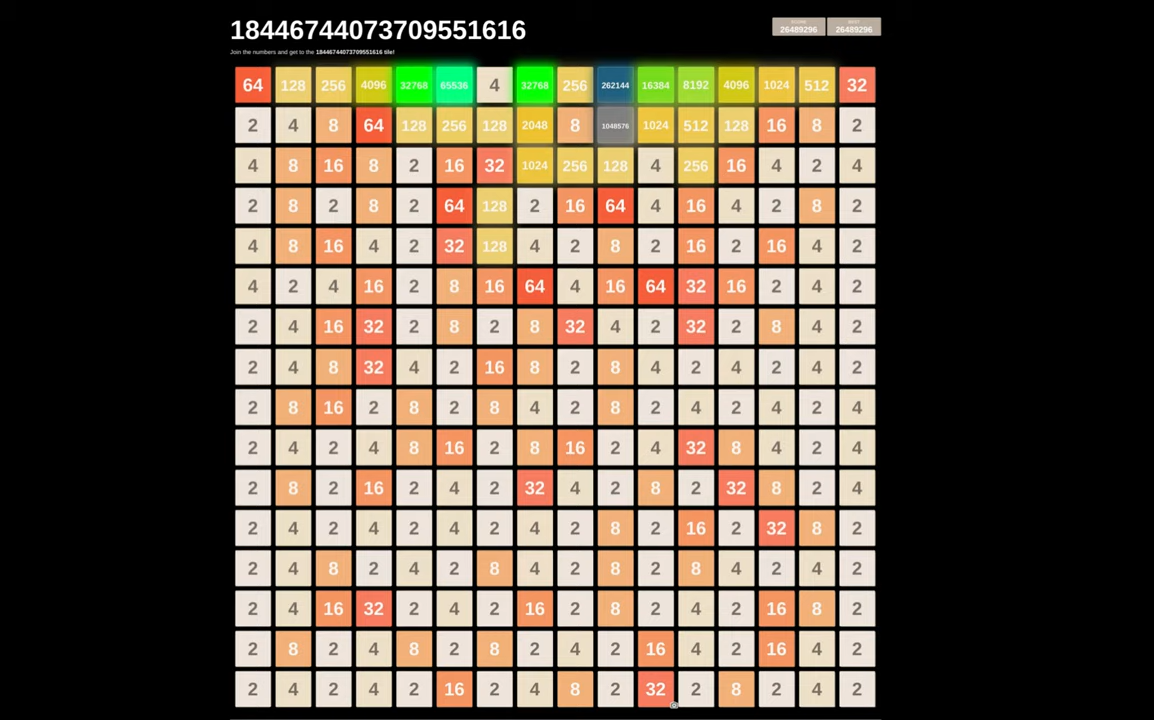 18446744073709551616
SCORE BEST
26489296 26489296
Join the numbers and get to the 18446744073709551616 tile!
64 128 256 4096 32768 65536 4 32768 256 262144 16384 8192 4096 1024 512 32
2 4 8 64 128 256 128 2048 8 1048576 1024 512 128 16 8 2
4 8 16 8 2 16 32 1024 256 128 4 256 16 4 2 4
2 8 2 8 2 64 128 2 16 64 4 16 4 2 8 2
4 8 16 4 2 32 128 4 2 8 2 16 2 16 4 2
4 2 4 16 2 8 16 64 4 16 64 32 16 2 4 2
2 4 16 32 2 8 2 8 32 4 2 32 2 8 4 2
2 4 8 32 4 2 16 8 2 8 4 2 4 2 4 2
2 8 16 2 8 2 8 4 2 8 2 4 2 4 2 4
2 4 2 4 8 16 2 8 16 2 4 32 8 4 2 4
2 8 2 16 2 4 2 32 4 2 8 2 32 8 2 4
2 4 2 4 2 4 2 4 2 8 2 16 2 32 8 2
2 4 8 2 4 2 8 4 2 8 2 8 4 2 4 2
2 4 16 32 2 4 2 16 2 8 2 4 2 16 8 2
2 8 2 4 8 2 8 2 4 2 16 4 2 16 4 2
2 4 2 4 2 16 2 4 8 2 32 2 8 2 4 2